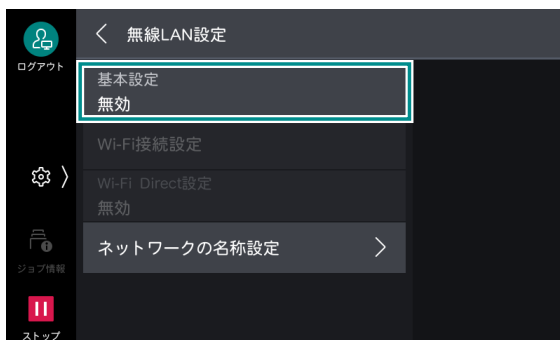 無線LAN設定
ログアウト
基本設定
無効
Wi-Fi接続設定
Wi-Fi Direct設定
無効
ネットワークの名称設定
ジョブ情報
ストップ